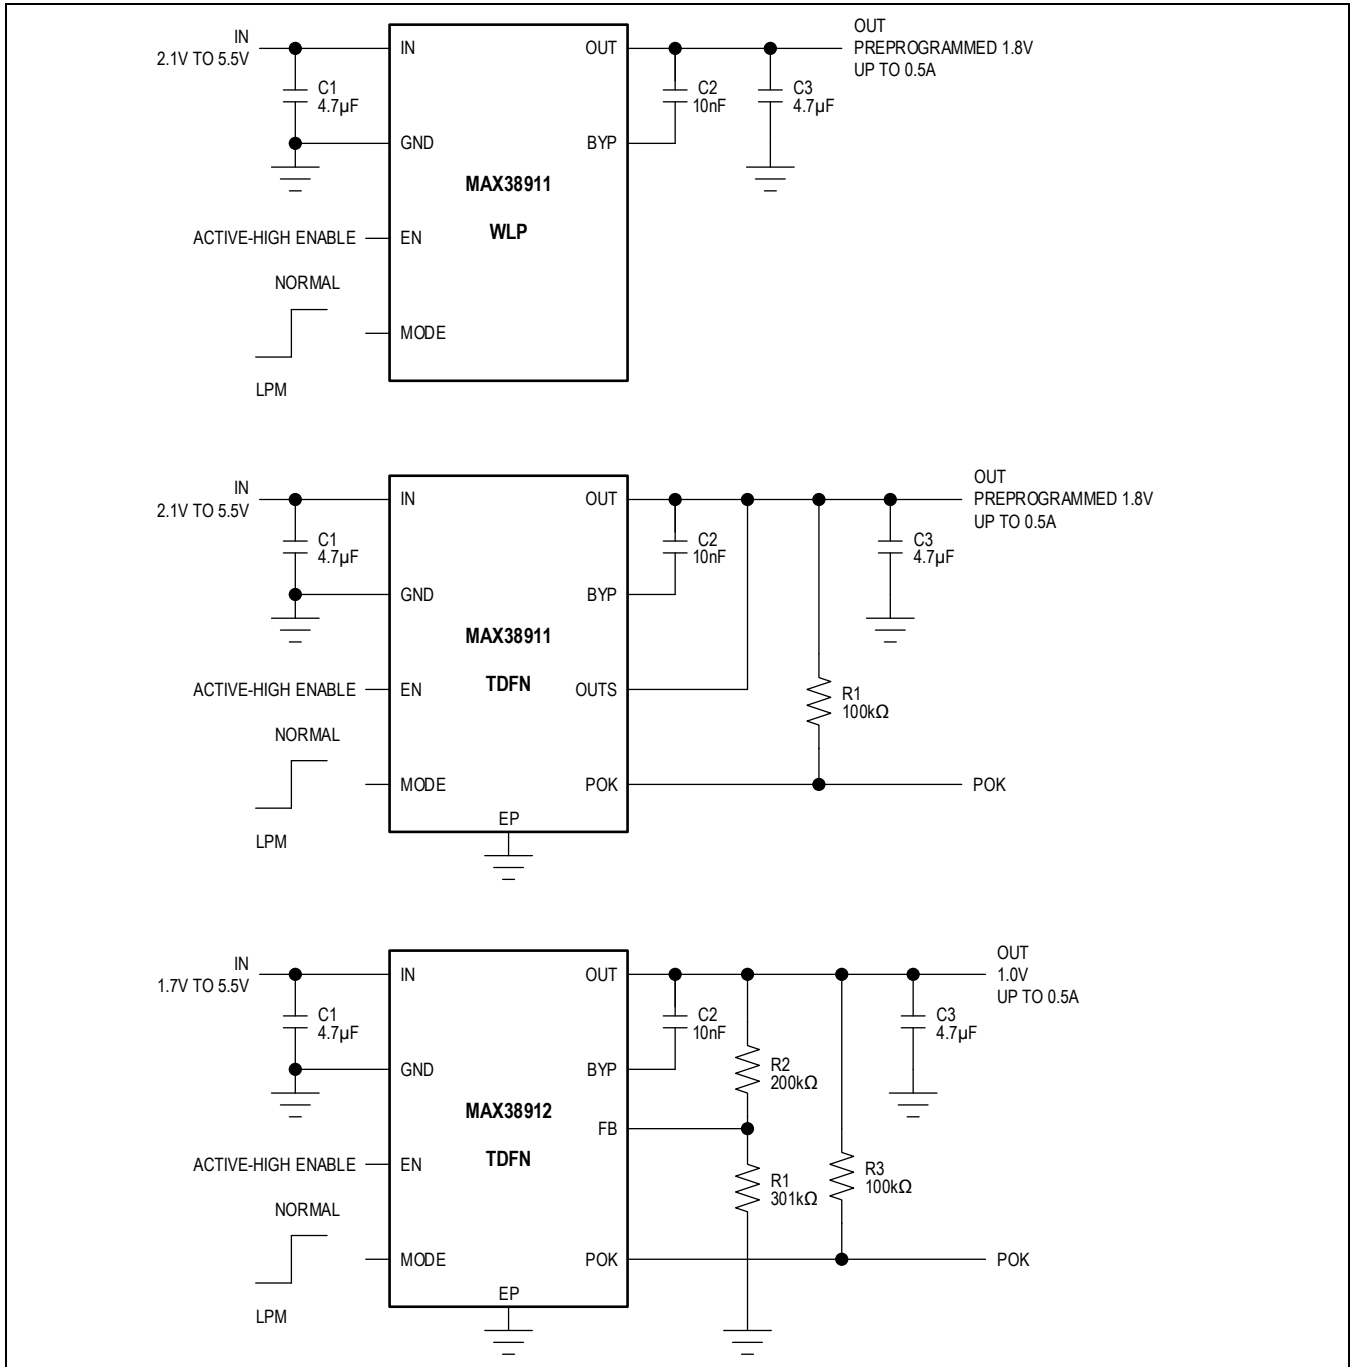 IN
2.1V TO 5.5V
C1
4.7µF
IN
GND
EN
MODE
MAX38911
WLP
OUT
BYP
C2
10nF
C3
4.7µF
OUT
PREPROGRAMMED 1.8V
UP TO 0.5A
ACTIVE-HIGH ENABLE
NORMAL
LPM
IN
2.1V TO 5.5V
C1
4.7µF
IN
GND
EN
MODE
MAX38911
TDFN
EP
OUT
BYP
OUTS
POK
C2
10nF
R1
100kΩ
C3
4.7µF
OUT
PREPROGRAMMED 1.8V
UP TO 0.5A
POK
ACTIVE-HIGH ENABLE
NORMAL
LPM
IN
1.7V TO 5.5V
C1
4.7µF
IN
GND
EN
MODE
MAX38912
TDFN
EP
OUT
BYP
FB
POK
C2
10nF
R2
200kΩ
R1
301kΩ
R3
100kΩ
C3
4.7µF
OUT
1.0V
UP TO 0.5A
POK
ACTIVE-HIGH ENABLE
NORMAL
LPM